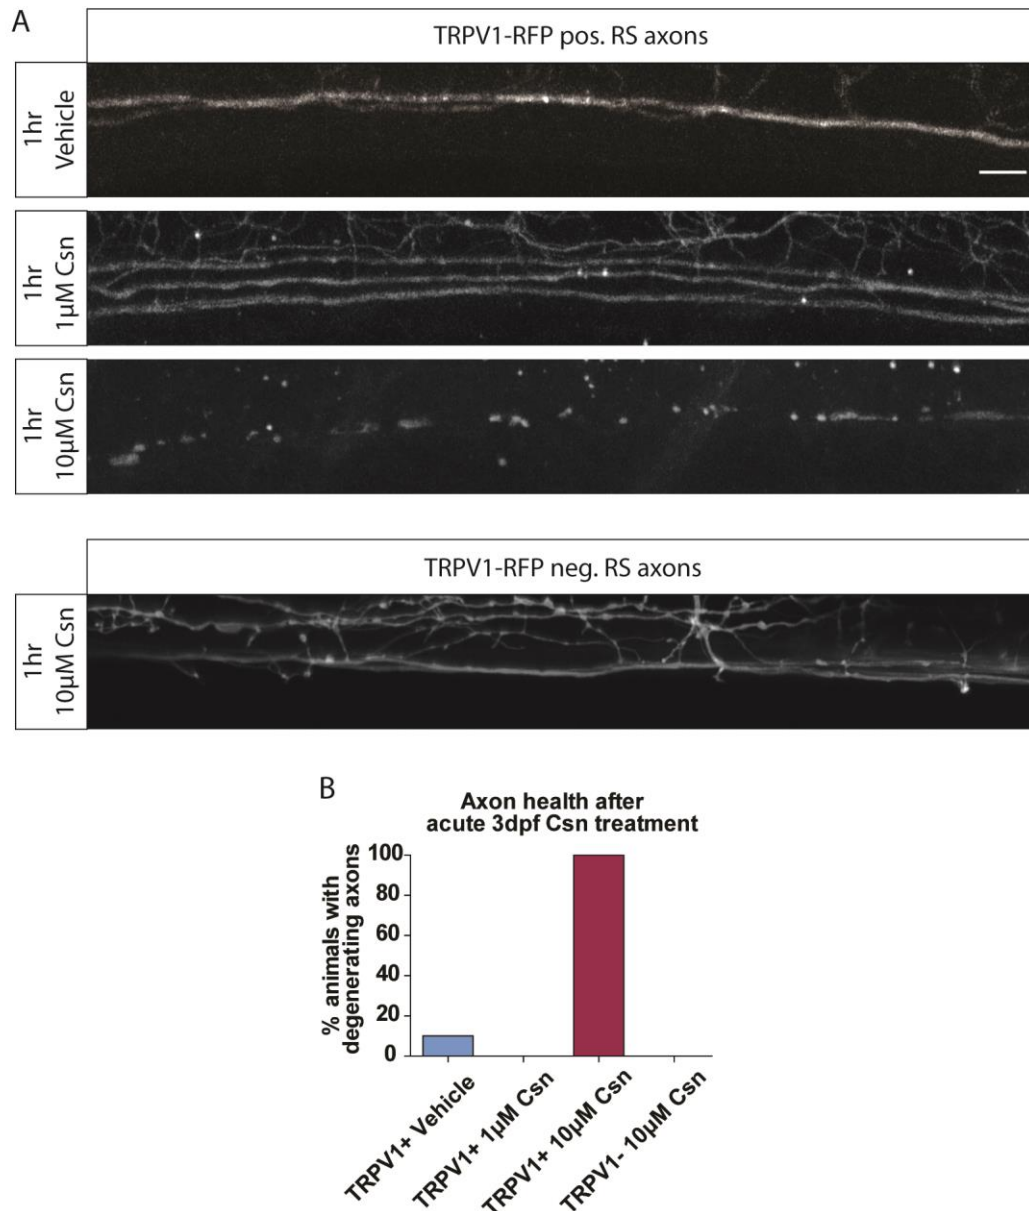 A
TRPV1-RFP pos. RS axons
1hr
Vehicle
1hr
1µM Csn
1hr
10µM Csn
TRPV1-RFP neg. RS axons
1hr
10µM Csn
B
Axon health after
acute 3dpf Csn treatment
% animals with
degenerating axons
100
80
60
40
20
0
TRPV1+ Vehicle
TRPV1+ 1µM Csn
TRPV1+ 10µM Csn
TRPV1- 10µM Csn